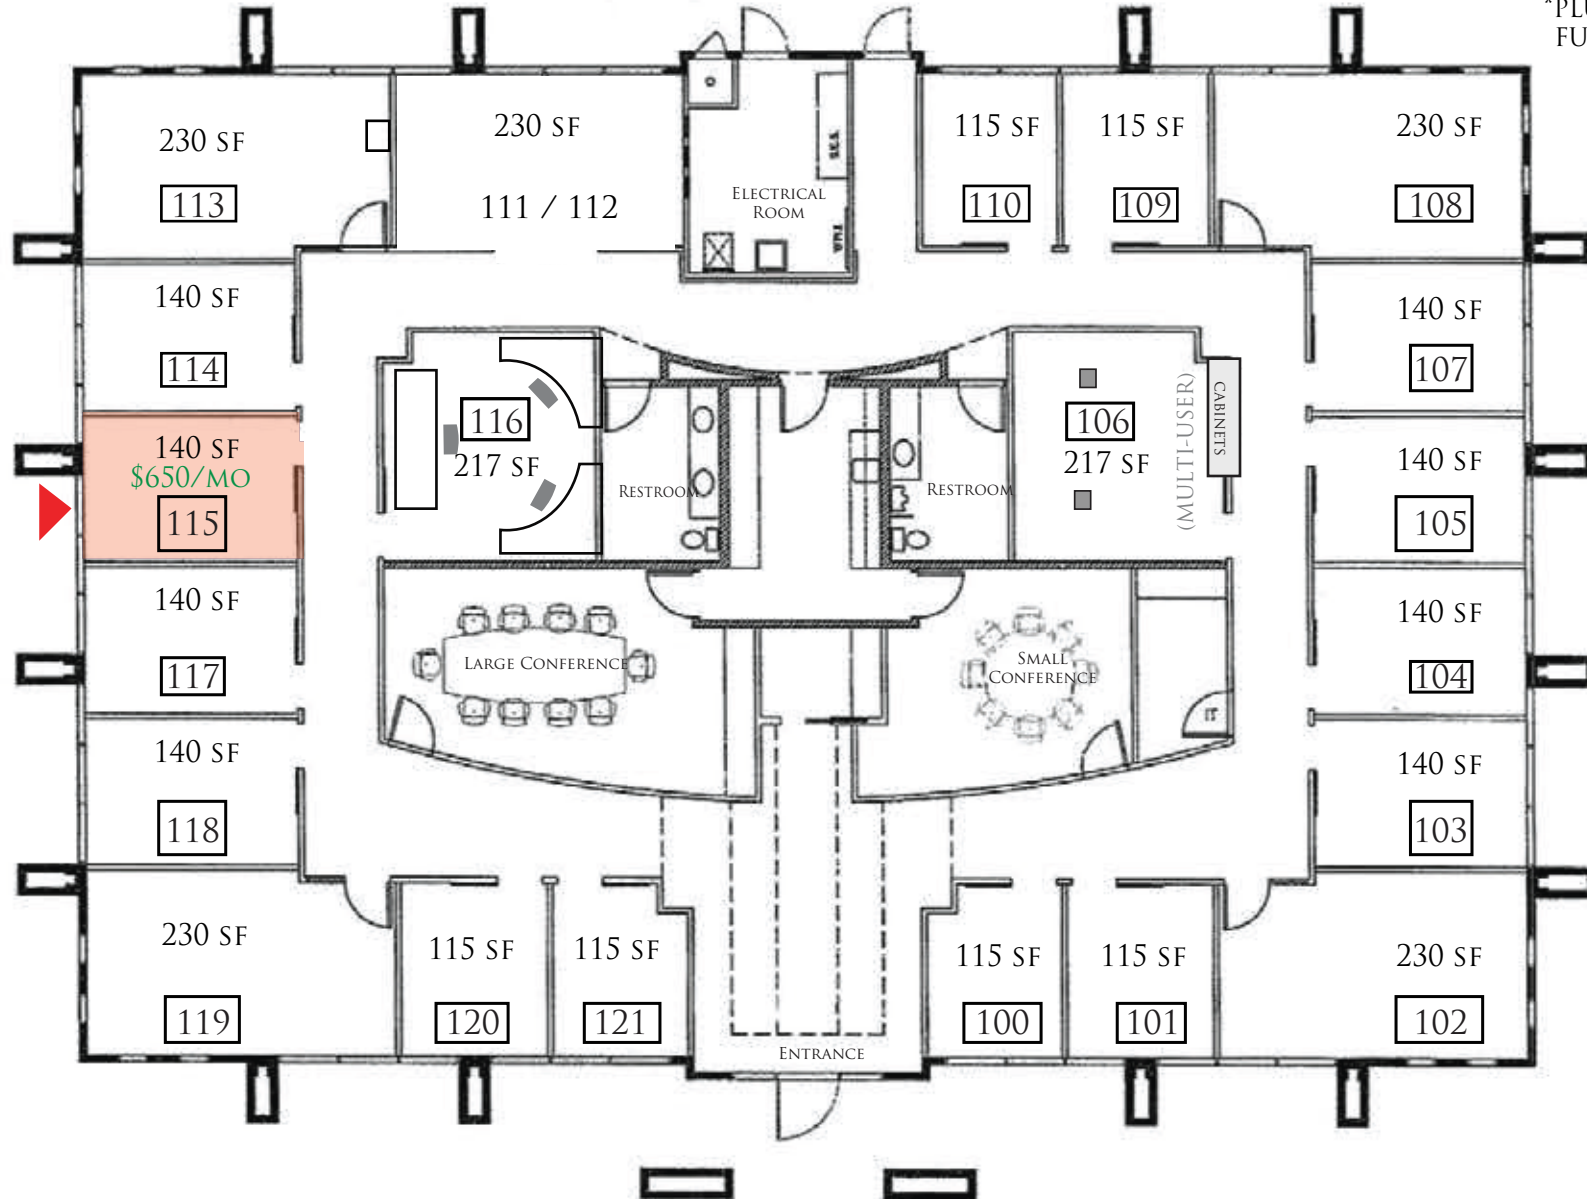 *PLU
FU
230 SF
113
230 SF
111 / 112
ELECTRICAL
ROOM
S.E.S.
115 SF
110
115 SF
109
230 SF
108
140 SF
114
140 SF
107
140 SF
$650/MO
115
116
217 SF
RESTROOM
RESTROOM
106
217 SF
(MULTI-USER)
CABINETS
140 SF
105
140 SF
117
LARGE CONFERENCE
SMALL
CONFERENCE
IT
140 SF
104
140 SF
118
140 SF
103
230 SF
119
115 SF
120
115 SF
121
ENTRANCE
115 SF
100
115 SF
101
230 SF
102